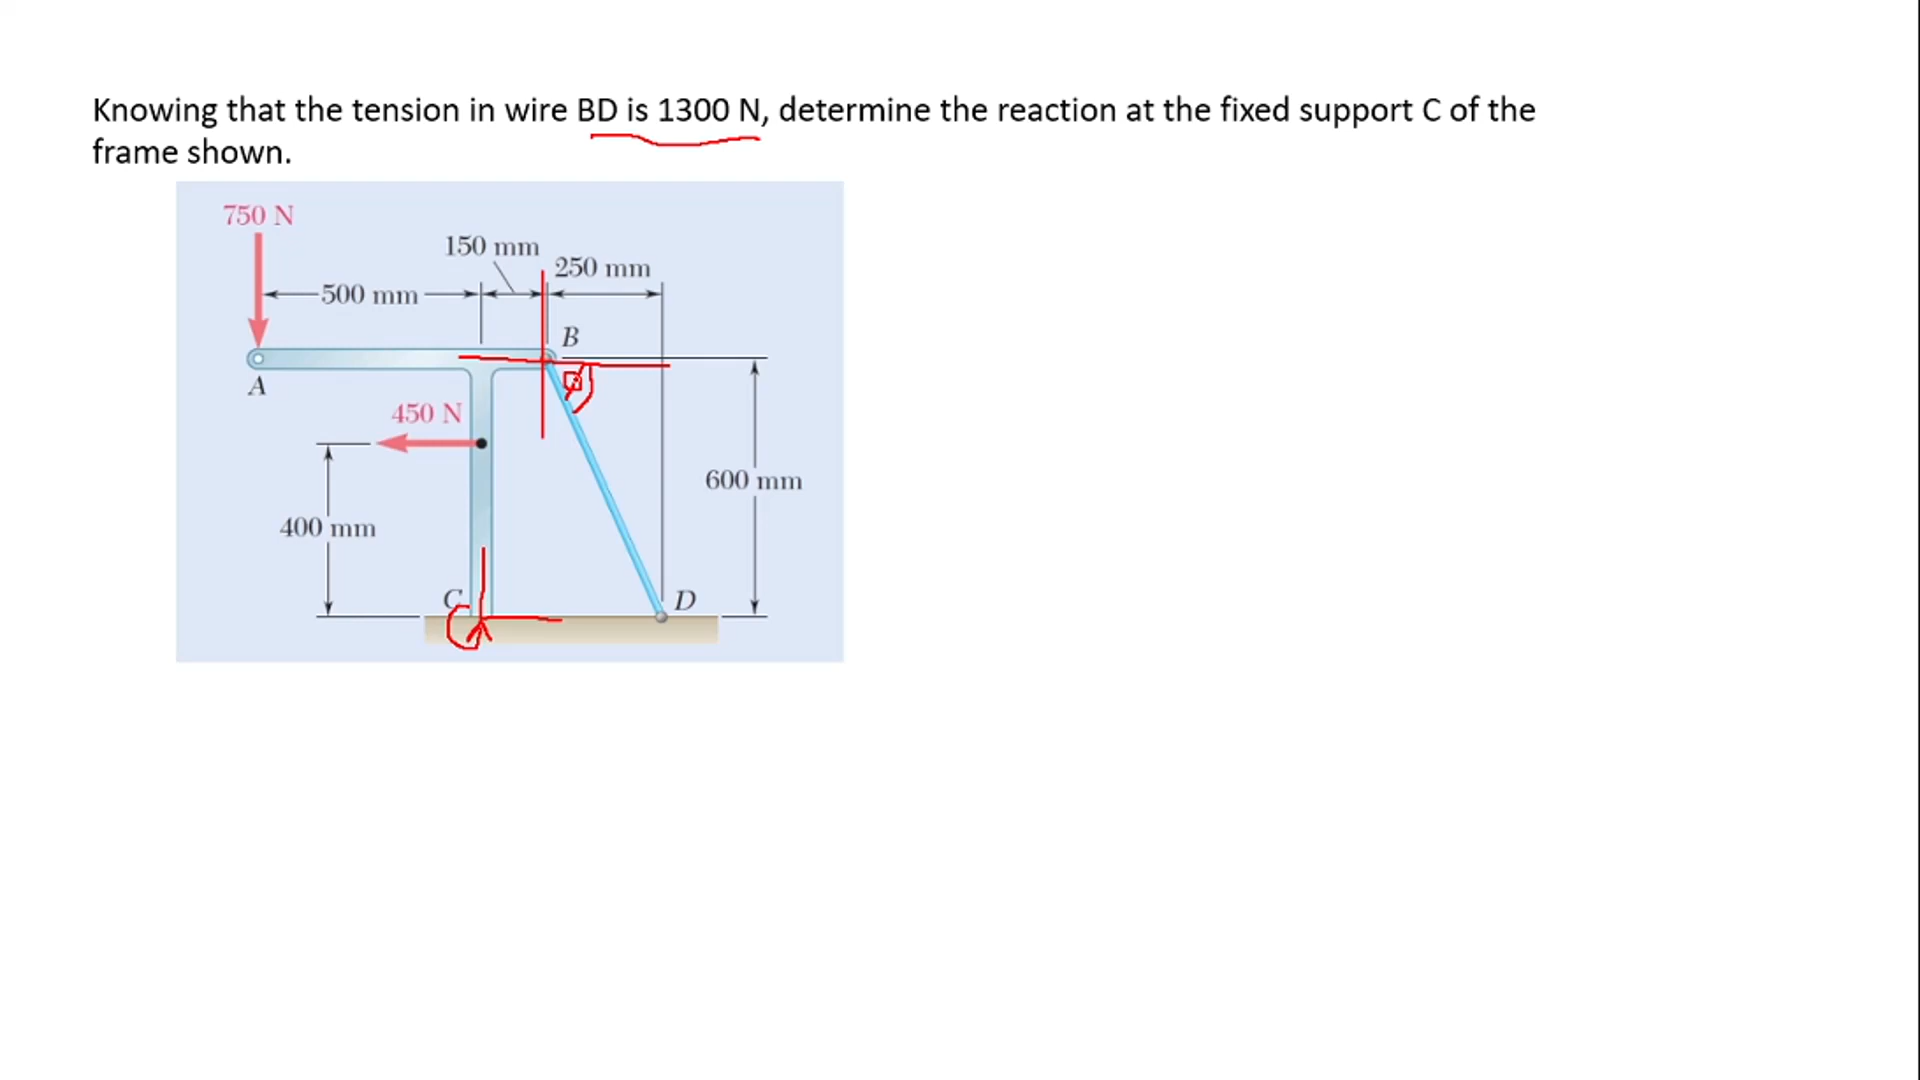 Knowing that the tension in wire BD is 1300 N, determine the reaction at the fixed support C of the
frame shown.
750 N
150 mm
250 mm
500 mm
B
A
450 N
600 mm
400 mm
C
D